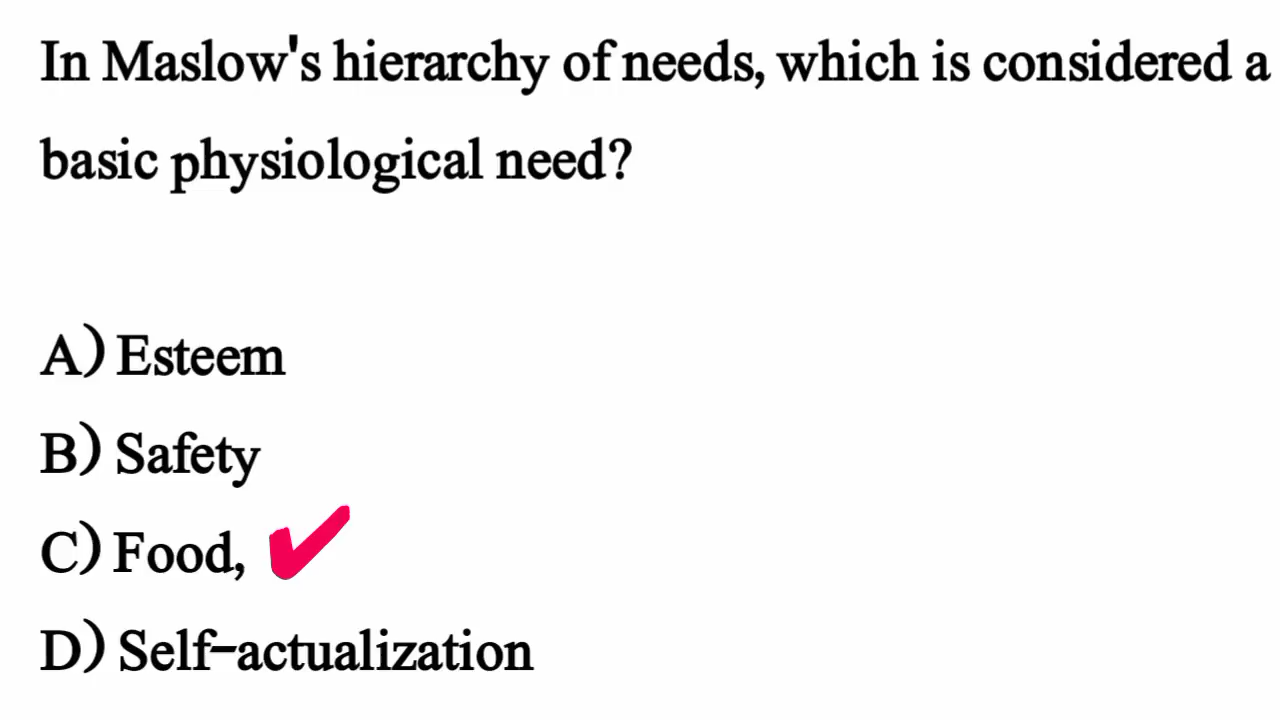 In Maslow's hierarchy of needs, which is considered a
basic physiological need?
A) Esteem
B) Safety
C) Food,
D) Self-actualization